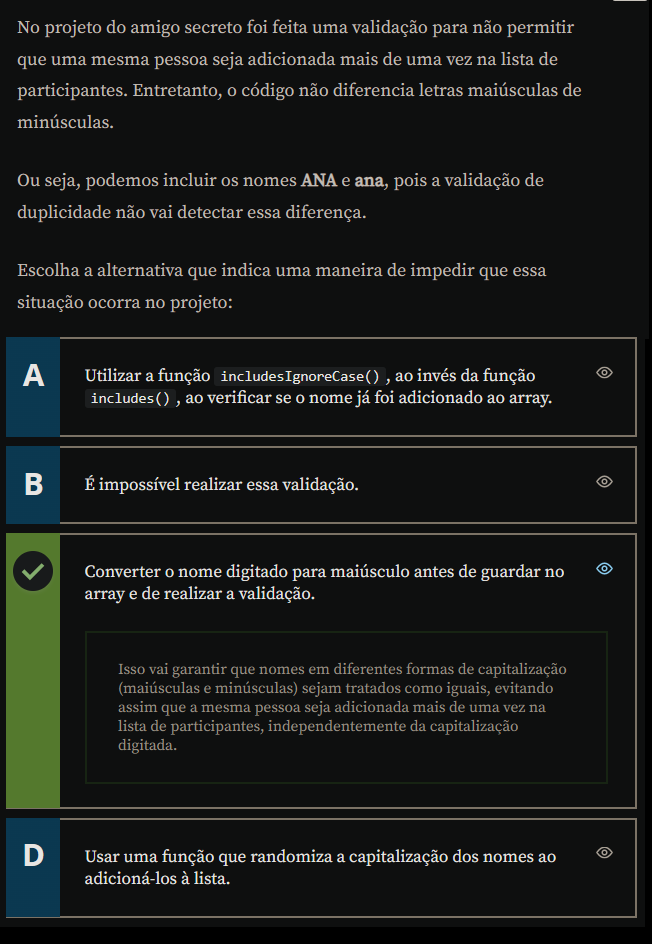 No projeto do amigo secreto foi feita uma validação para não permitir
que uma mesma pessoa seja adicionada mais de uma vez na lista de
participantes. Entretanto, o código não diferencia letras maiúsculas de
minúsculas.
Ou seja, podemos incluir os nomes ANA e ana, pois a validação de
duplicidade não vai detectar essa diferença.
Escolha a alternativa que indica uma maneira de impedir que essa
situação ocorra no projeto:
A
Utilizar a função includesIgnoreCase(), ao invés da função
includes(), ao verificar se o nome já foi adicionado ao array.
B
É impossível realizar essa validação.
Converter o nome digitado para maiúsculo antes de guardar no
array e de realizar a validação.
Isso vai garantir que nomes em diferentes formas de capitalização
(maiúsculas e minúsculas) sejam tratados como iguais, evitando
assim que a mesma pessoa seja adicionada mais de uma vez na
lista de participantes, independentemente da capitalização
digitada.
D
Usar uma função que randomiza a capitalização dos nomes ao
adicioná-los à lista.